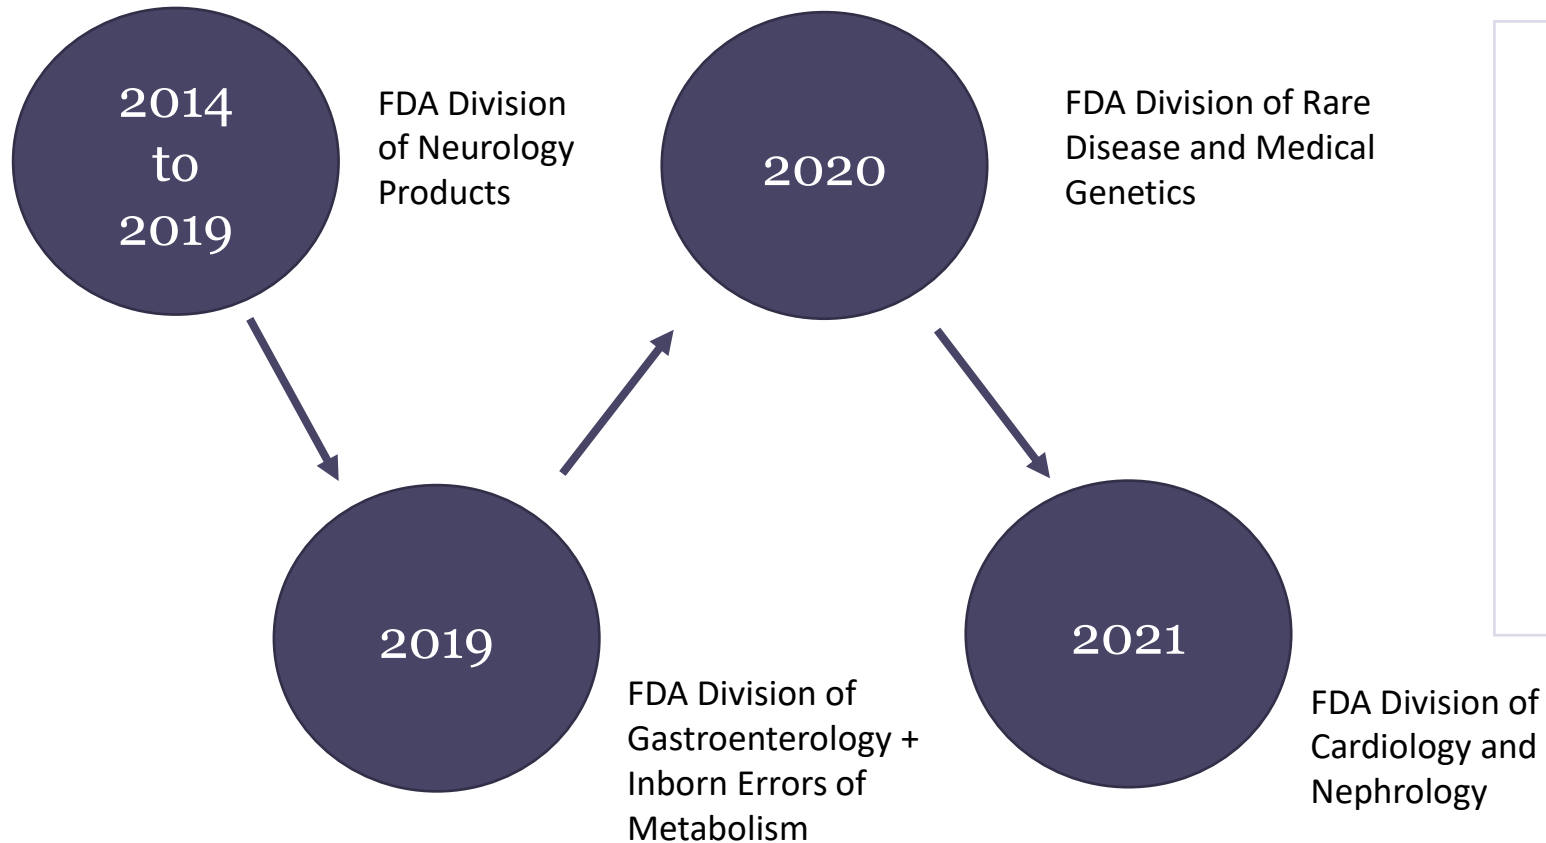 2014
to
2019
FDA Division
of Neurology
Products
2019
FDA Division of
Gastroenterology +
Inborn Errors of
Metabolism
2020
FDA Division of Rare
Disease and Medical
Genetics
2021
FDA Division of
Cardiology and
Nephrology